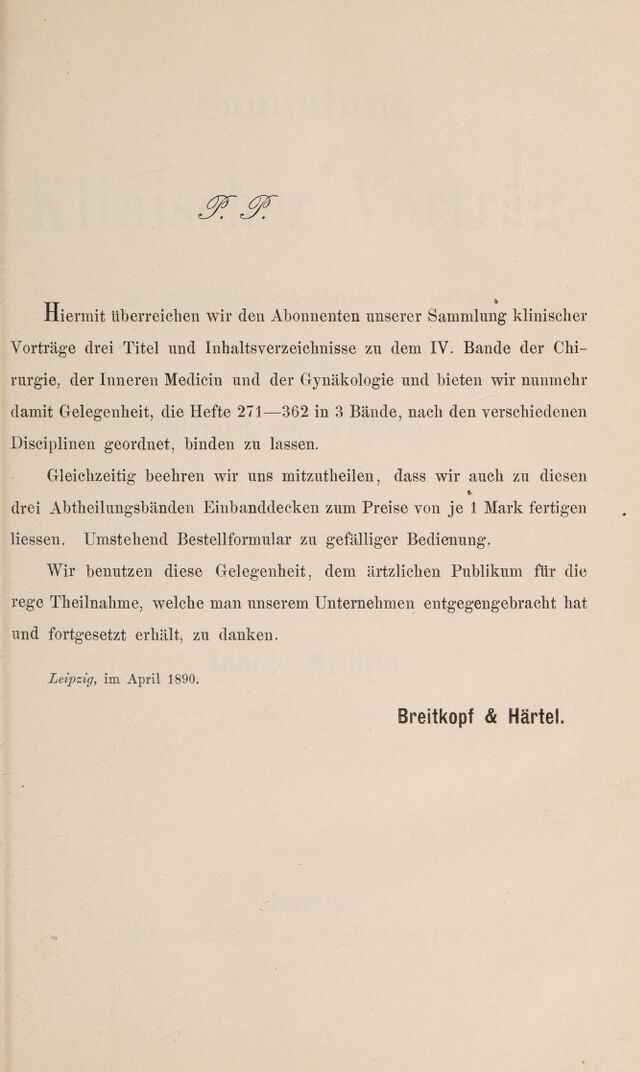 P. P.
Hiermit überreichen wir den Abonnenten unserer Sammlung klinischer
Vorträge drei Titel und Inhaltsverzeichnisse zu dem IV. Bande der Chi-
rurgie, der Inneren Medicin und der Gynäkologie und bieten wir nunmehr
damit Gelegenheit, die Hefte 271—362 in 3 Bände, nach den verschiedenen
Disciplinen geordnet, binden zu lassen.
Gleichzeitig beehren wir uns mitzutheilen, dass wir auch zu diesen
drei Abtheilungsbänden Einbanddecken zum Preise von je 1 Mark fertigen
liessen. Umstehend Bestellformular zu gefälliger Bedienung.
Wir benutzen diese Gelegenheit, dem ärtzlichen Publikum für die
rege Theilnahme, welche man unserem Unternehmen entgegengebracht hat
und fortgesetzt erhält, zu danken.
Leipzig, im April 1890.
Breitkopf & Härtel.